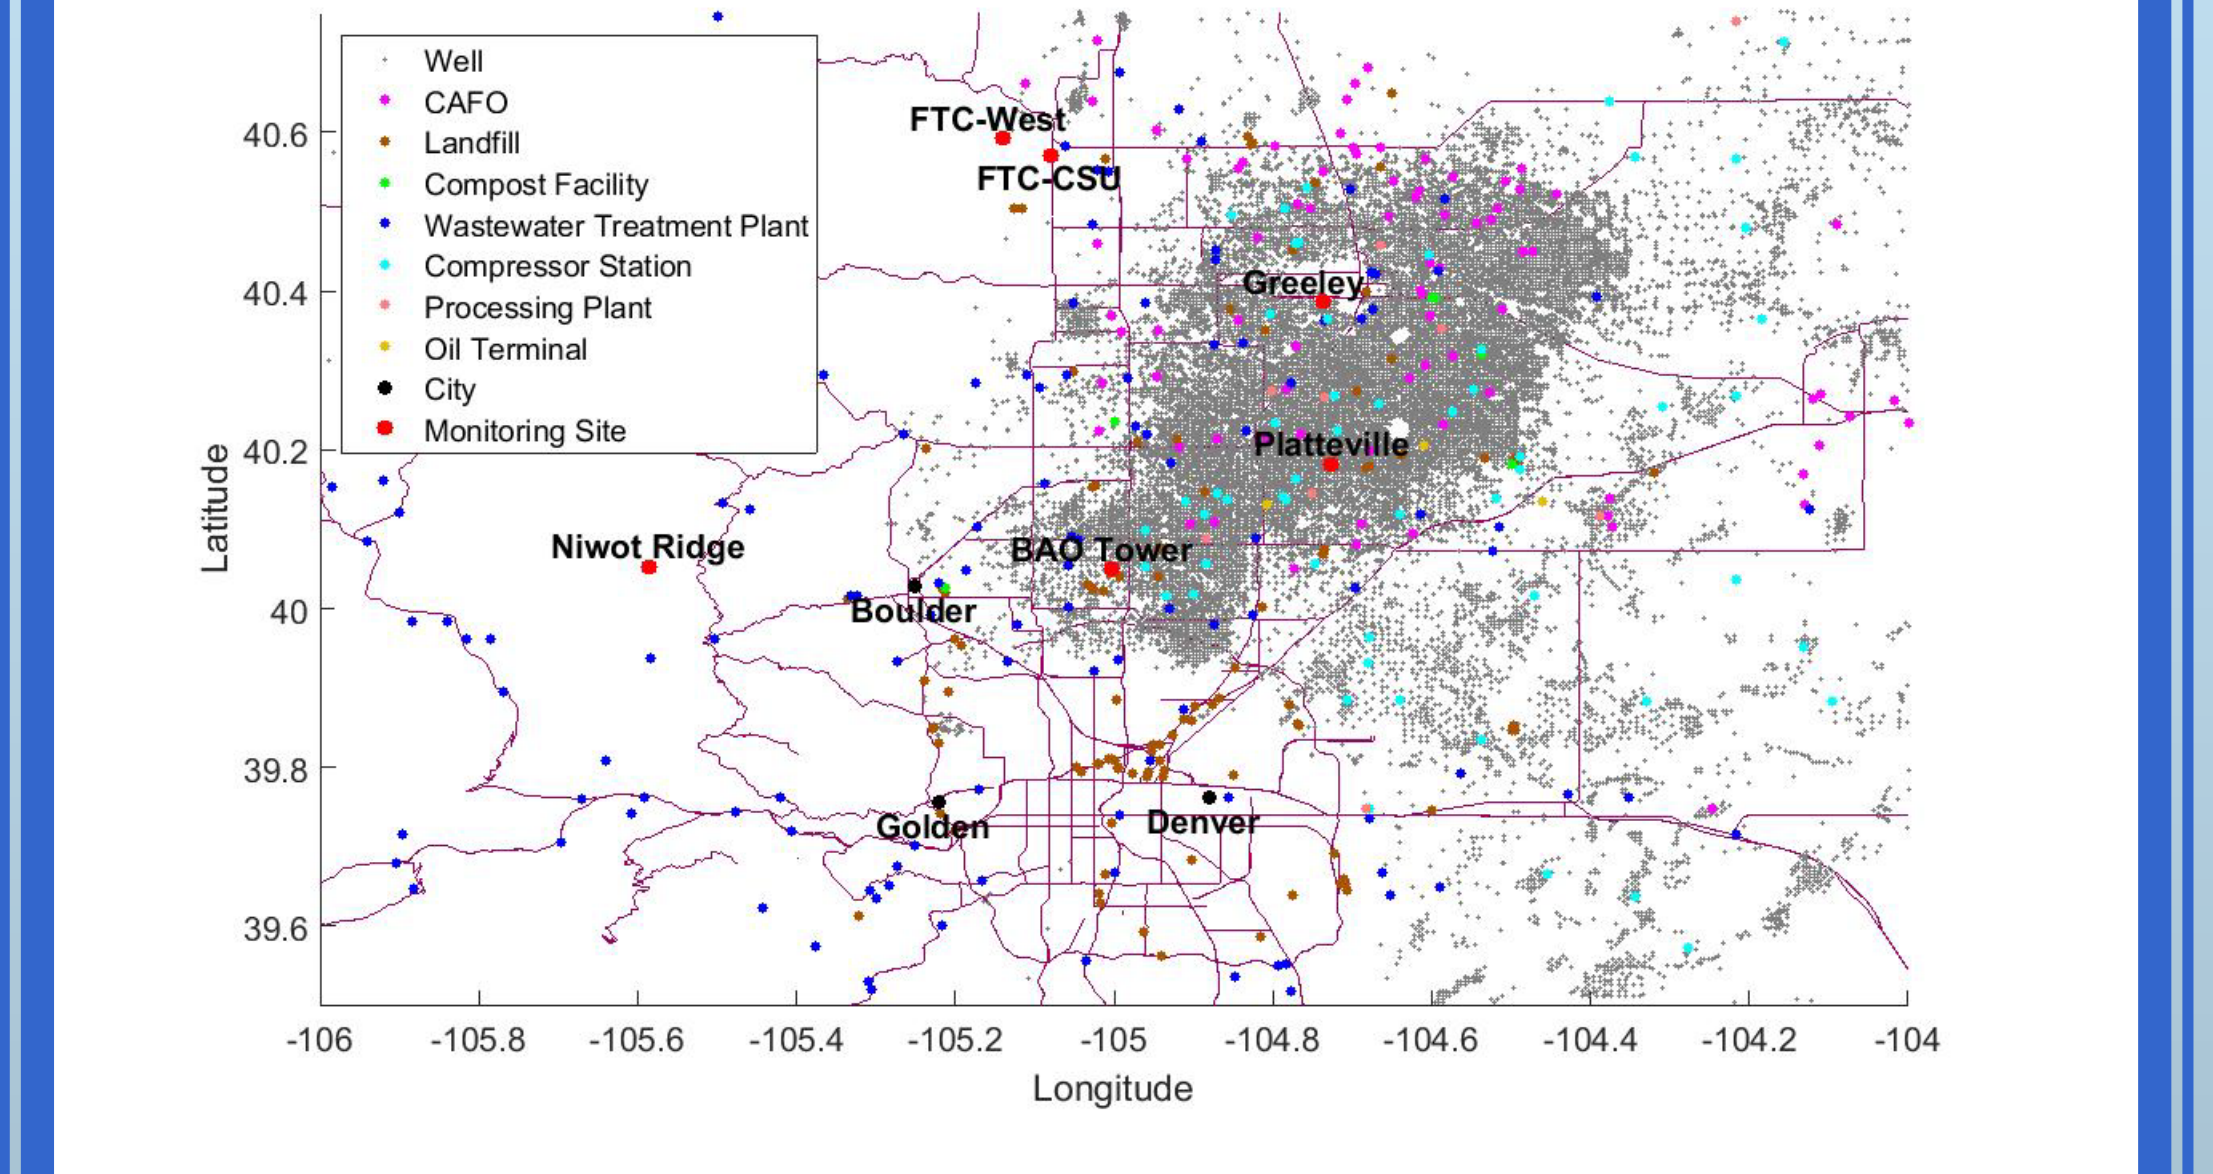 Well
CAFO
Landfill
Compost Facility
Wastewater Treatment Plant
Compressor Station
Processing Plant
Oil Terminal
City
Monitoring Site
FTC-West
FTC-CSU
Greeley
Platteville
Niwot Ridge
BAO Tower
Boulder
Golden
Denver
40.6
40.4
40.2
40
39.8
39.6
Latitude
-106
-105.8
-105.6
-105.4
-105.2
-105
-104.8
-104.6
-104.4
-104.2
-104
Longitude